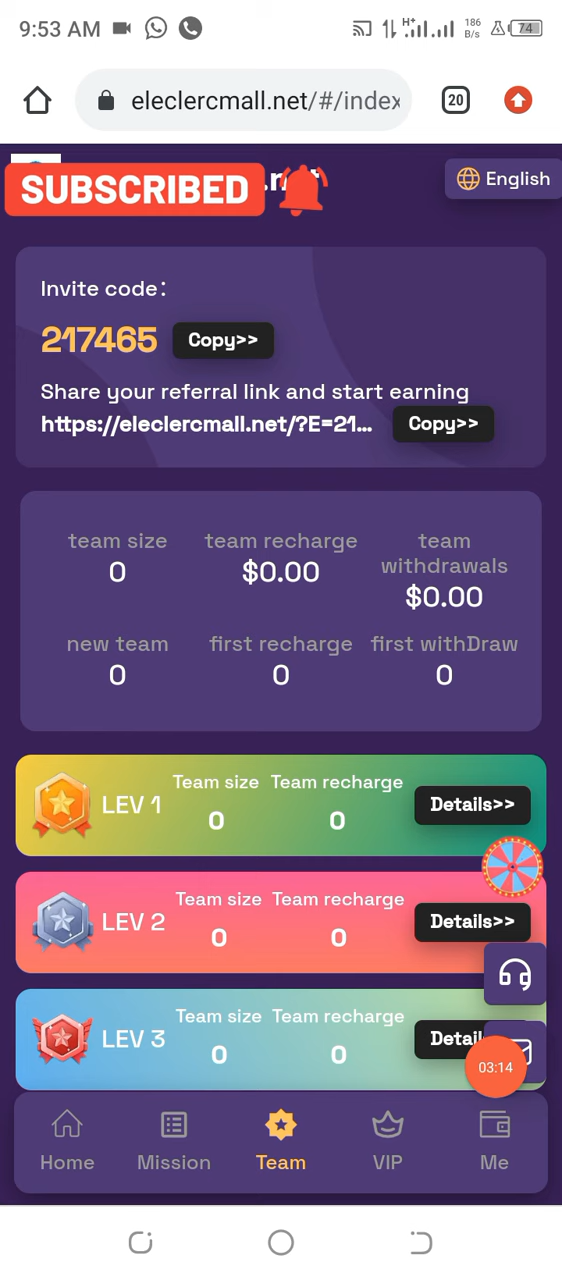 9:53 AM
H+
186
B/s
74
eleclercmall.net/#/index
20
SUBSCRIBED
English
Invite code:
217465
Copy>>
Share your referral link and start earning
https://eleclercmall.net/?E=21...
Copy>>
team size
0
team recharge
$0.00
team
withdrawals
$0.00
new team
0
first recharge
0
first withDraw
0
LEV 1
Team size
0
Team recharge
0
Details>>
LEV 2
Team size
0
Team recharge
0
Details>>
LEV 3
Team size
0
Team recharge
0
Detail
03:14
Home
Mission
Team
VIP
Me